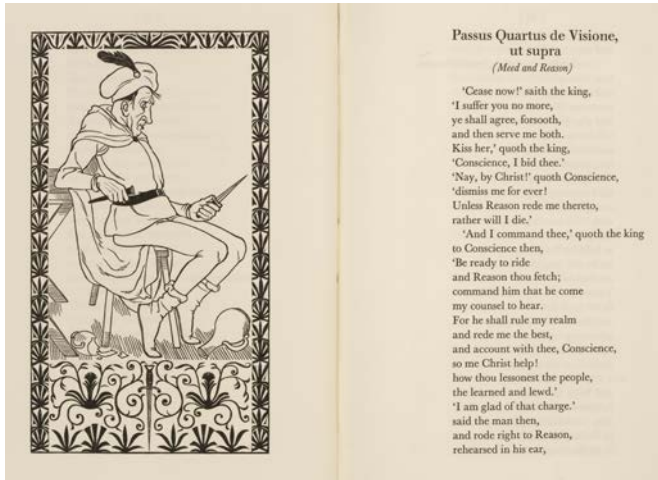 Passus Quartus de Visione,
ut supra
(Meed and Reason)
'Cease now!' saith the king,
'I suffer you no more,
ye shall agree, forsooth,
and then serve me both.
Kiss her,' quoth the king,
'Conscience, I bid thee.'
'Nay, by Christ!' quoth Conscience,
'dismiss me for ever!
Unless Reason rede me thereto,
rather will I die.'
'And I command thee,' quoth the king
to Conscience then,
'Be ready to ride
and Reason thou fetch;
command him that he come
my counsel to hear.
For he shall rule my realm
and rede me the best,
and account with thee, Conscience,
so me Christ help!
how thou lessonest the people,
the learned and lewd.'
'I am glad of that charge.'
said the man then,
and rode right to Reason,
rehearsed in his ear,